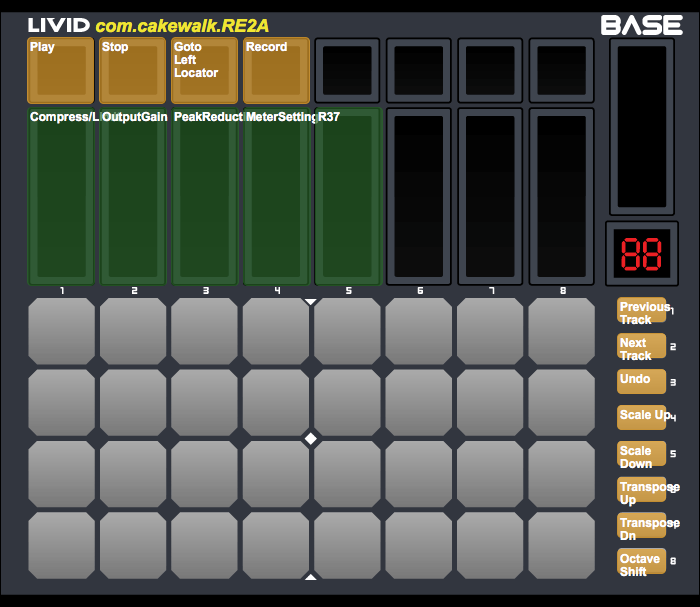 LIVID com.cakewalk.RE2A BASE
Play Stop Goto Left Locator Record
Compress/L OutputGain PeakReduct MeterSetting R37
88
1 2 3 4 5 6 7 8
Previous Track 1
Next Track 2
Undo 3
Scale Up 4
Scale Down 5
Transpose Up
Transpose Dn
Octave Shift 8